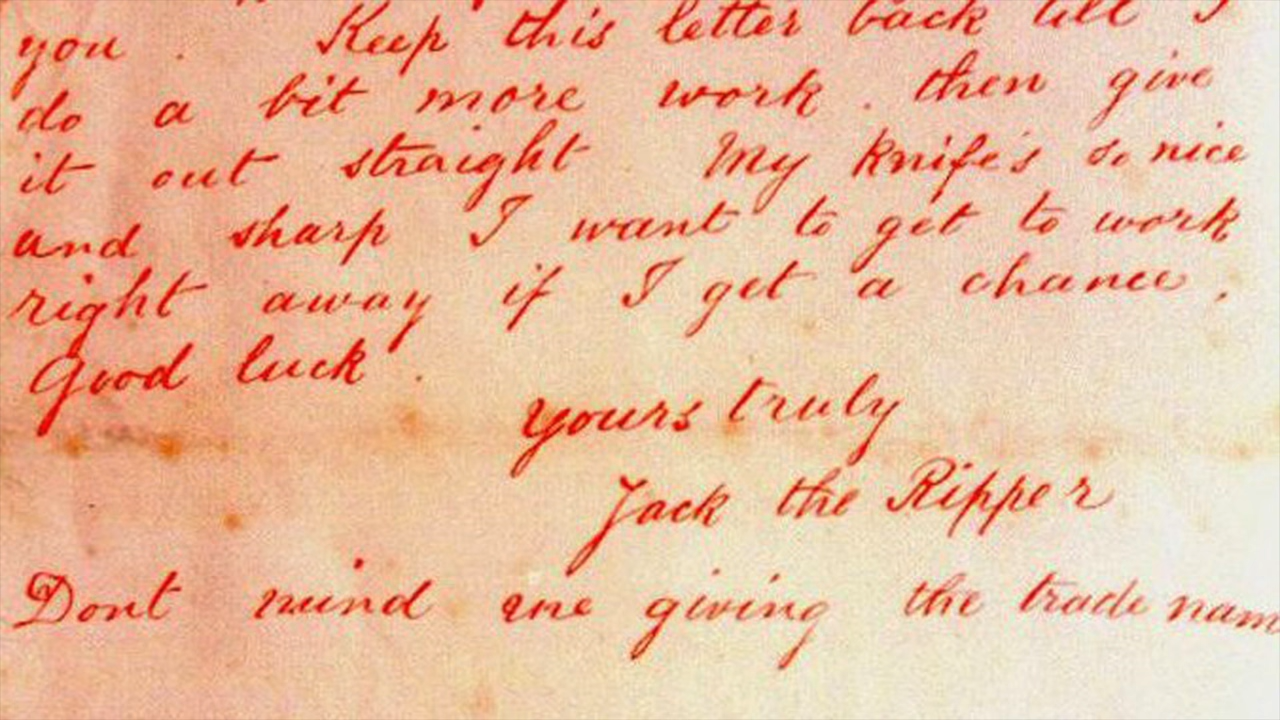 you . Keep this letter back till I
do a bit more work . then give
it out straight My knife's so nice
and sharp I want to get to work
right away if I get a chance .
Good luck .
yours truly
Jack the Ripper
Dont mind me giving the trade nam